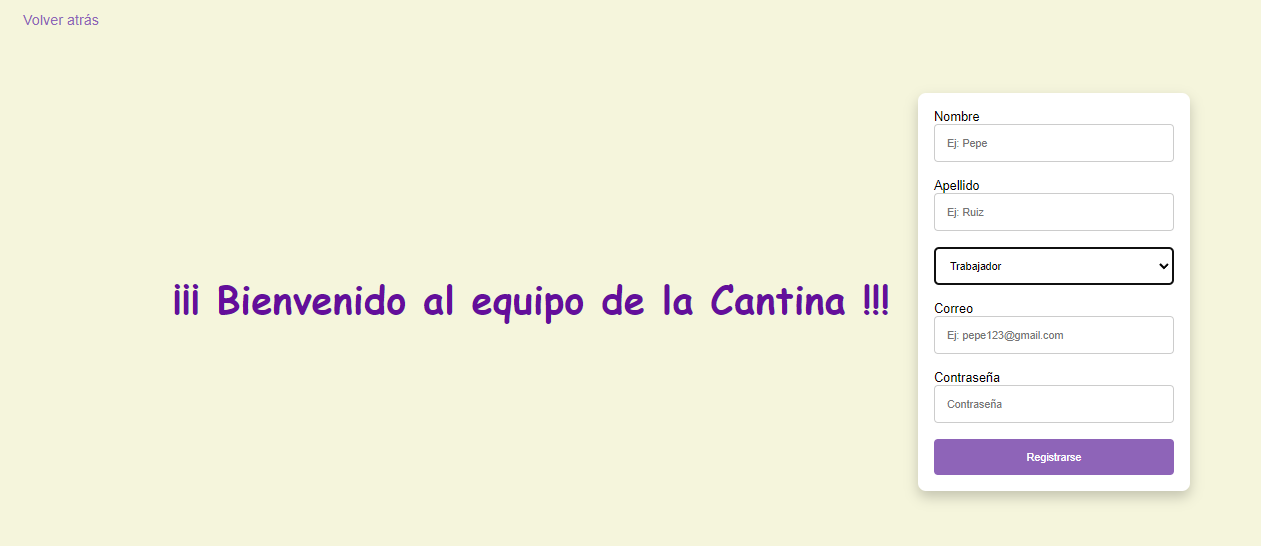 Volver atrás
¡¡¡ Bienvenido al equipo de la Cantina !!!
Nombre
Ej: Pepe
Apellido
Ej: Ruiz
Trabajador
Correo
Ej: pepe123@gmail.com
Contraseña
Contraseña
Registrarse